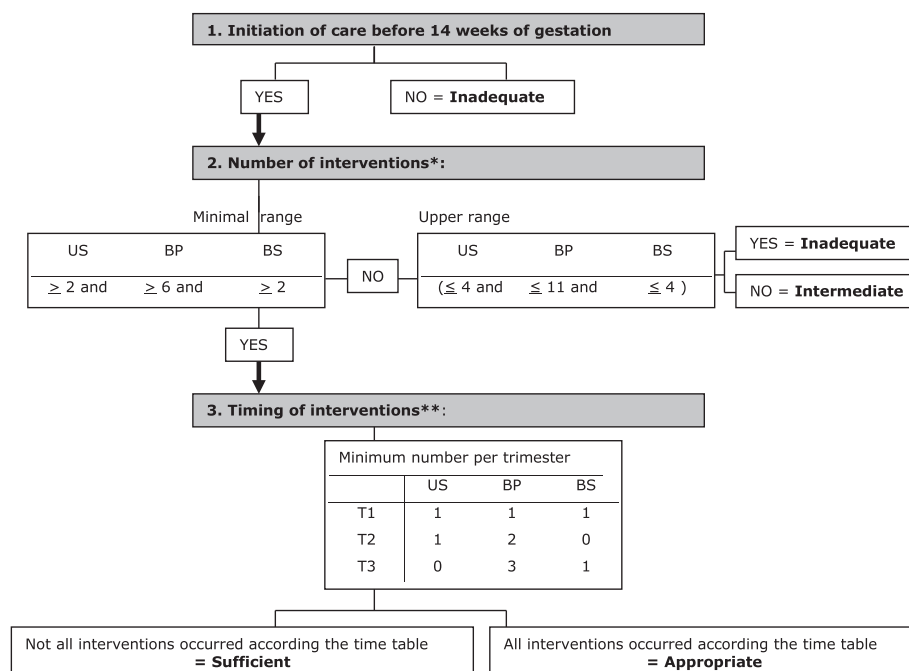 1. Initiation of care before 14 weeks of gestation
YES
NO = Inadequate
2. Number of interventions*:
Minimal range
Upper range
US BP BS
≥ 2 and ≥ 6 and ≥ 2
NO
US BP BS
(≤ 4 and ≤ 11 and ≤ 4 )
YES = Inadequate
NO = Intermediate
YES
3. Timing of interventions**:
Minimum number per trimester
US BP BS
T1 1 1 1
T2 1 2 0
T3 0 3 1
Not all interventions occurred according the time table
= Sufficient
All interventions occurred according the time table
= Appropriate